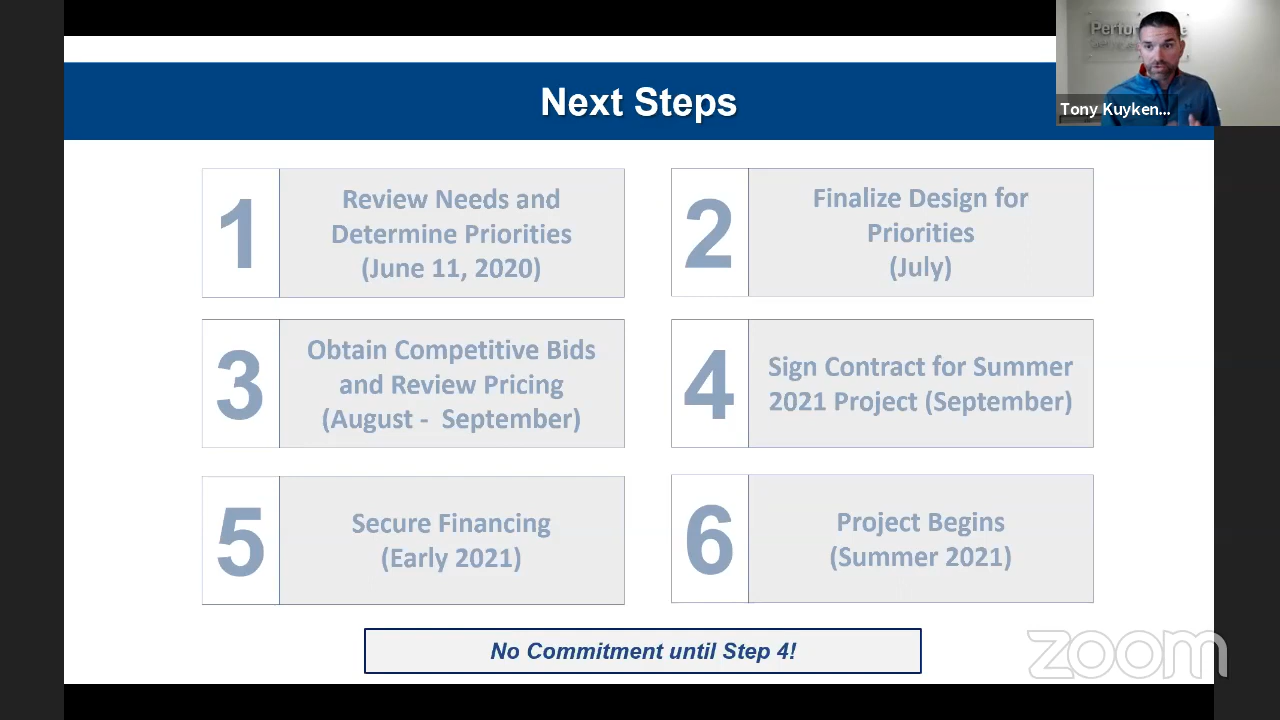 Next Steps
Tony Kuyken...
1
Review Needs and
Determine Priorities
(June 11, 2020)
2
Finalize Design for
Priorities
(July)
3
Obtain Competitive Bids
and Review Pricing
(August - September)
4
Sign Contract for Summer
2021 Project (September)
5
Secure Financing
(Early 2021)
6
Project Begins
(Summer 2021)
No Commitment until Step 4!
zoom